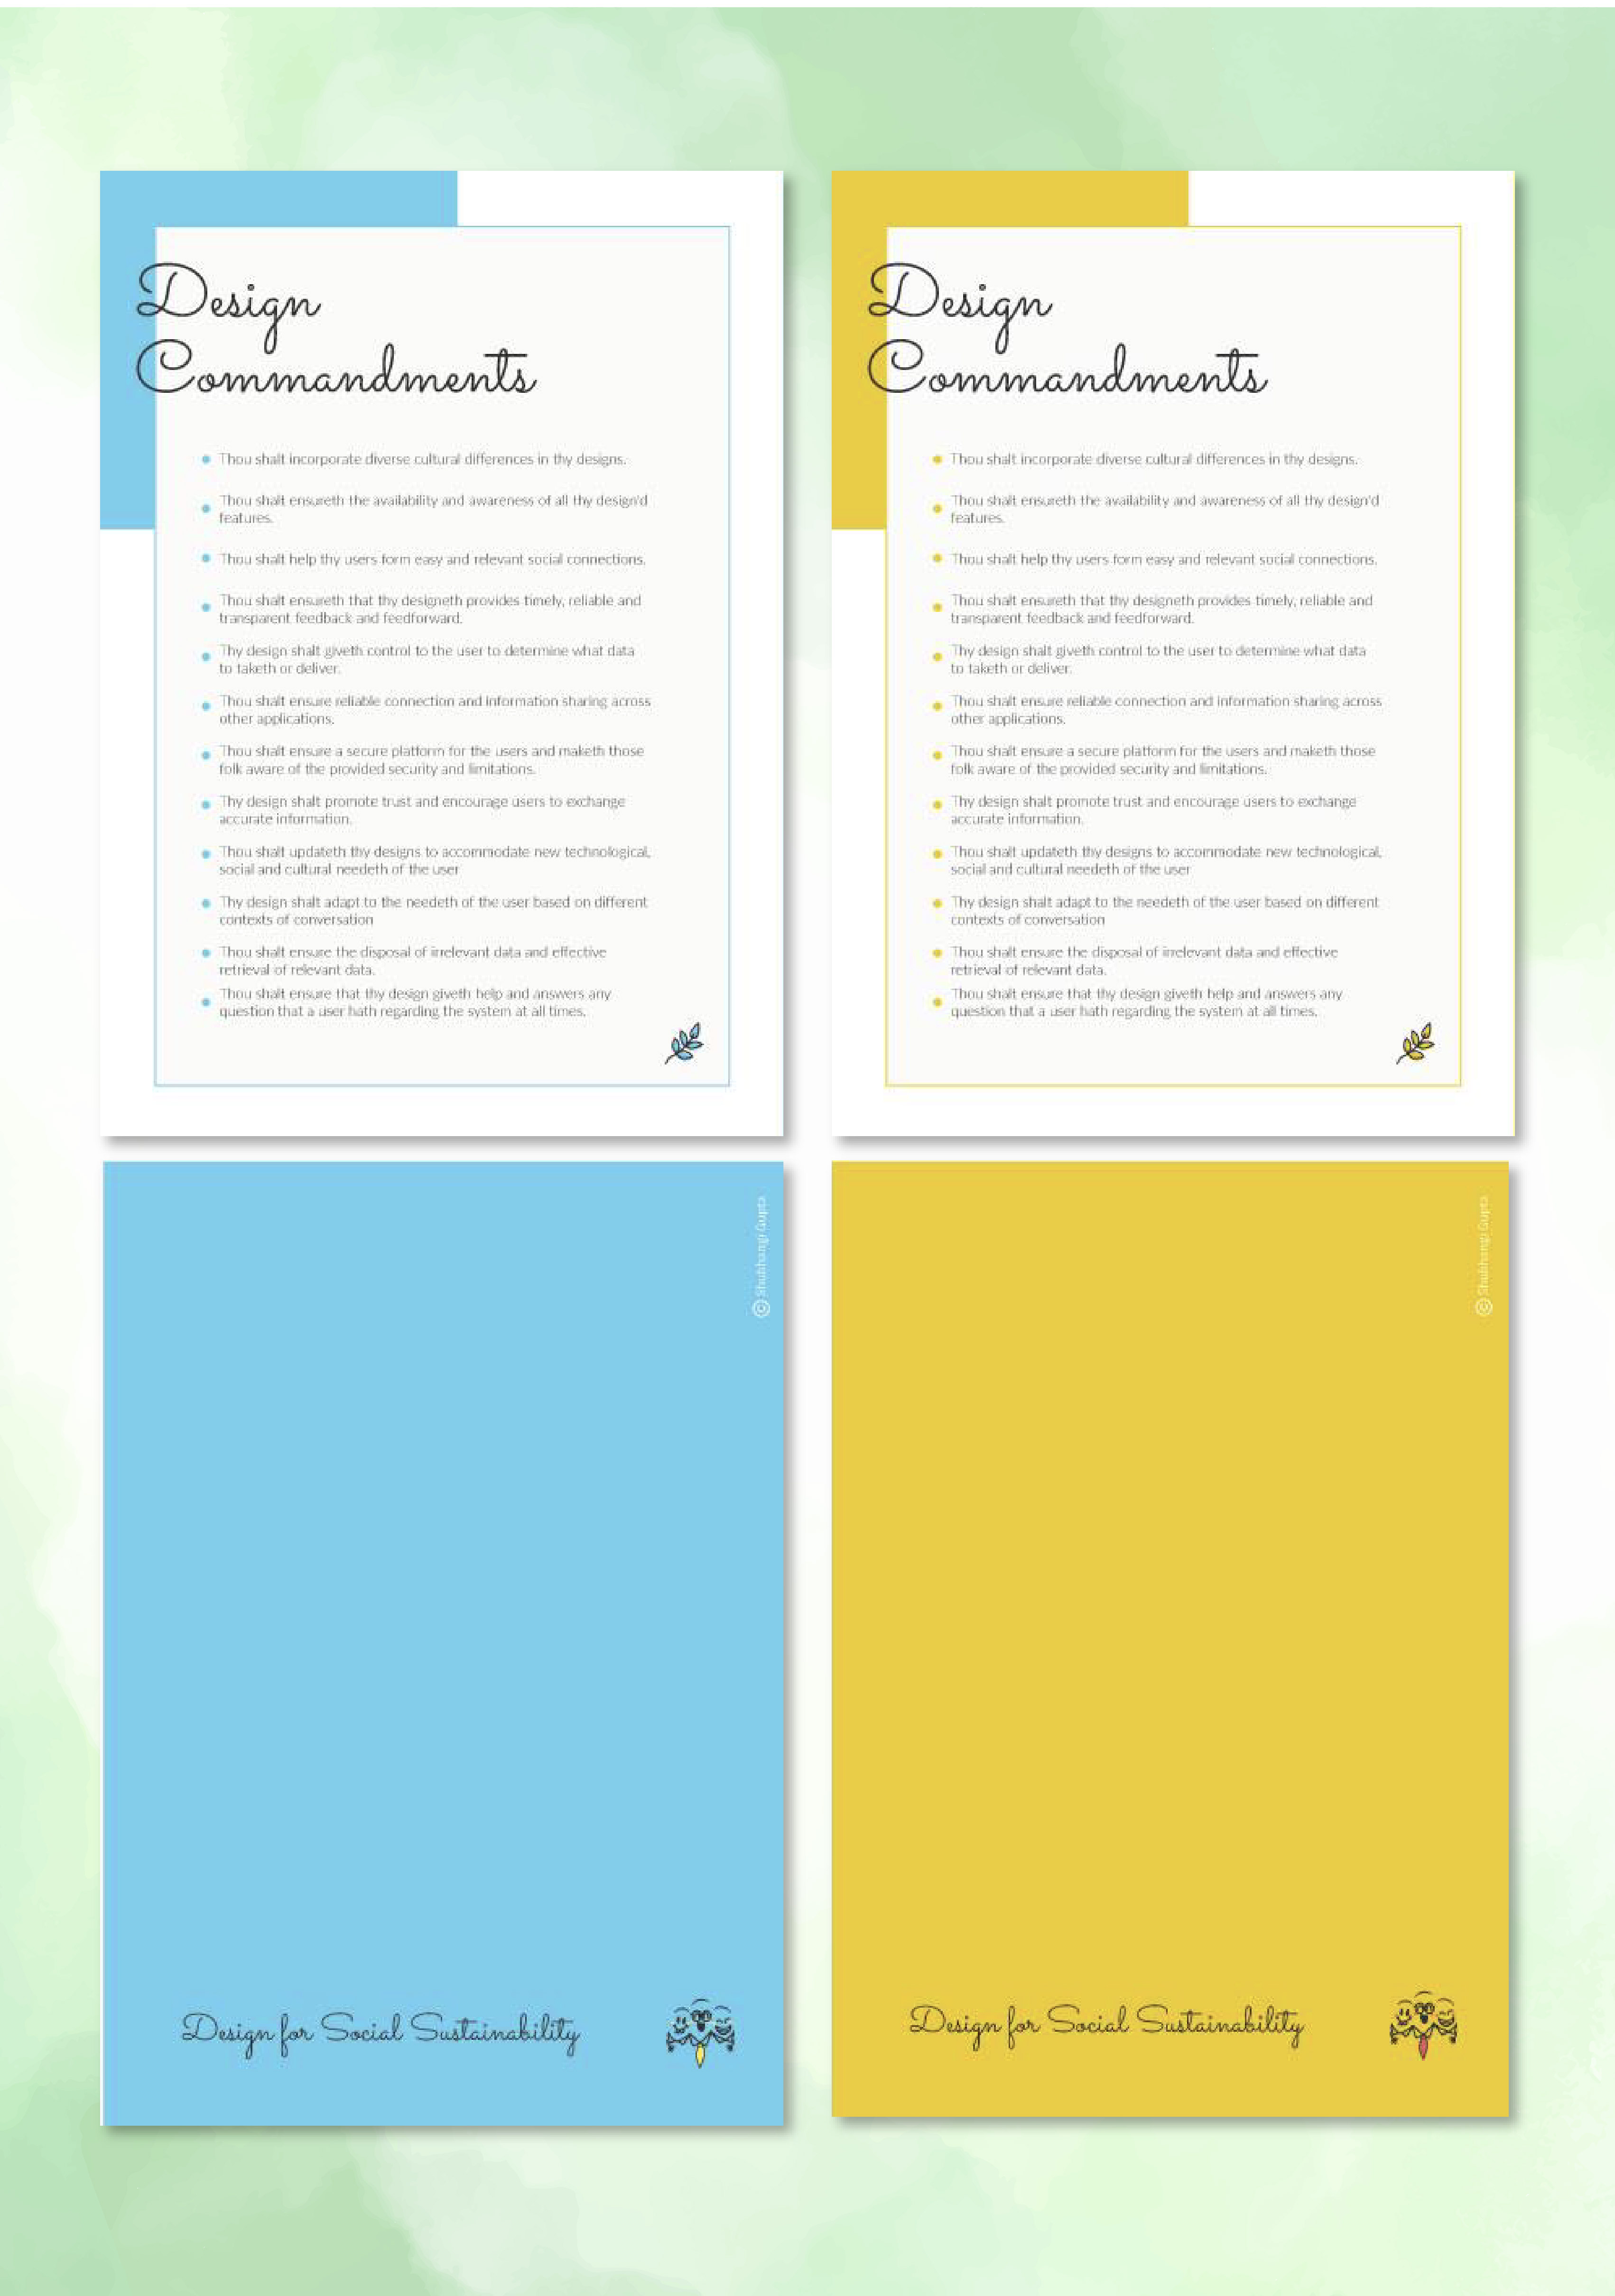 Design
Commandments
Thou shalt incorporate diverse cultural differences in thy designs.
Thou shalt ensureth the availability and awareness of all thy design'd
features.
Thou shalt help thy users form easy and relevant social connections.
Thou shalt ensureth that thy designeth provides timely, reliable and
transparent feedback and feedforward.
Thy design shalt giveth control to the user to determine what data
to taketh or deliver.
Thou shalt ensure reliable connection and information sharing across
other applications.
Thou shalt ensure a secure platform for the users and maketh those
folk aware of the provided security and limitations.
Thy design shalt promote trust and encourage users to exchange
accurate information.
Thou shalt updateth thy designs to accommodate new technological,
social and cultural needeth of the user
Thy design shalt adapt to the needeth of the user based on different
contexts of conversation
Thou shalt ensure the disposal of irrelevant data and effective
retrieval of relevant data.
Thou shalt ensure that thy design giveth help and answers any
question that a user hath regarding the system at all times.
Design
Commandments
Thou shalt incorporate diverse cultural differences in thy designs.
Thou shalt ensureth the availability and awareness of all thy design'd
features.
Thou shalt help thy users form easy and relevant social connections.
Thou shalt ensureth that thy designeth provides timely, reliable and
transparent feedback and feedforward.
Thy design shalt giveth control to the user to determine what data
to taketh or deliver.
Thou shalt ensure reliable connection and information sharing across
other applications.
Thou shalt ensure a secure platform for the users and maketh those
folk aware of the provided security and limitations.
Thy design shalt promote trust and encourage users to exchange
accurate information.
Thou shalt updateth thy designs to accommodate new technological,
social and cultural needeth of the user
Thy design shalt adapt to the needeth of the user based on different
contexts of conversation
Thou shalt ensure the disposal of irrelevant data and effective
retrieval of relevant data.
Thou shalt ensure that thy design giveth help and answers any
question that a user hath regarding the system at all times.
© Shubhangi Gupta
Design for Social Sustainability
© Shubhangi Gupta
Design for Social Sustainability